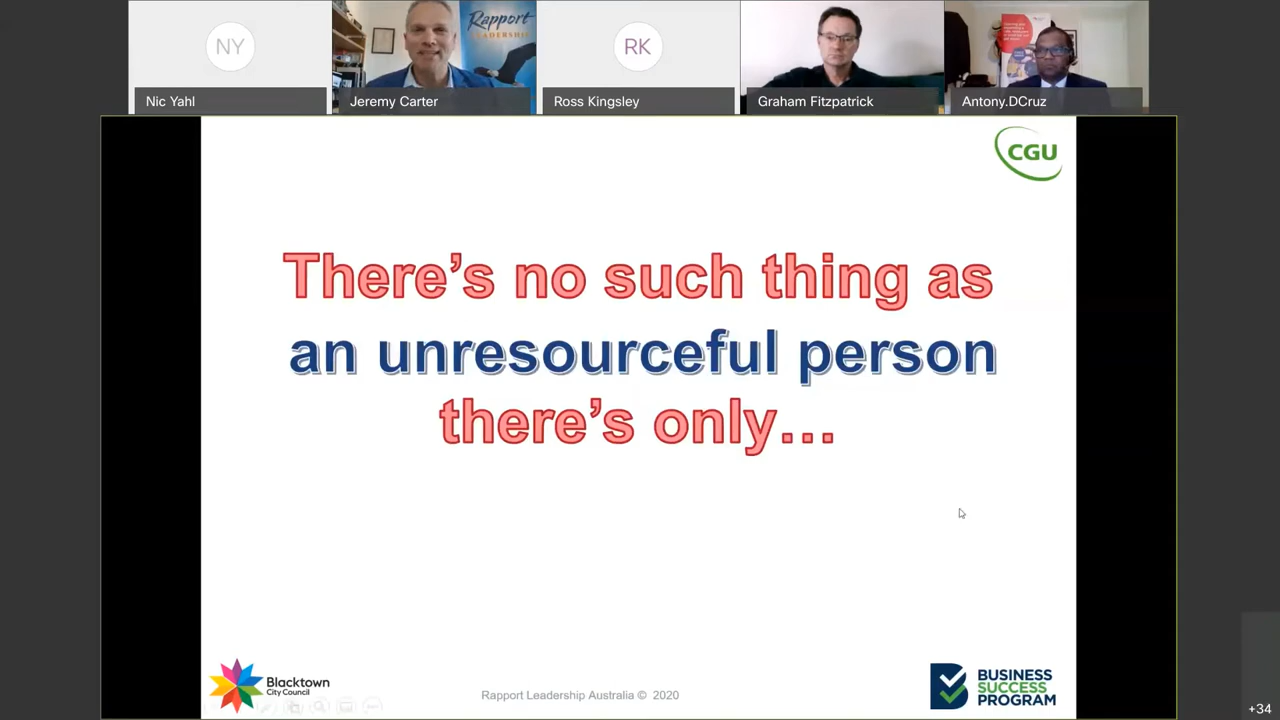 NY
RK
Rapport
LEADERSHIP
Nic Yahl
Jeremy Carter
Ross Kingsley
Graham Fitzpatrick
Antony.DCruz
CGU
There's no such thing as
an unresourceful person
there's only...
Blacktown
City Council
Rapport Leadership Australia © 2020
BUSINESS
SUCCESS
PROGRAM
+34